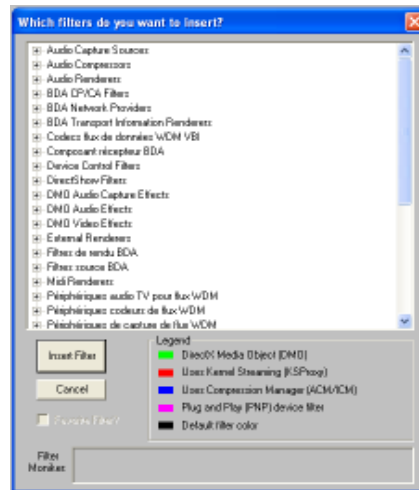 Which filters do you want to insert?
Audio Capture Sources
Audio Compressors
Audio Renderers
BDA CP/CA Filters
BDA Network Providers
BDA Transport Information Renderers
Codecs flux de données WDM VBI
Composant récepteur BDA
Device Control Filters
DirectShow Filters
DMO Audio Capture Effects
DMO Audio Effects
DMO Video Effects
External Renderers
Filtres de rendu BDA
Filtres source BDA
Midi Renderers
Périphériques audio TV pour flux WDM
Périphériques codeurs de flux WDM
Périphériques de capture de flux WDM
Insert Filter
Cancel
Legend
DirectX Media Object (DMO)
Uses Kernel Streaming (KSProxy)
Uses Compression Manager (ACM/ICM)
Plug and Play (PNP) device filter
Default filter color
Filter
Moniker: